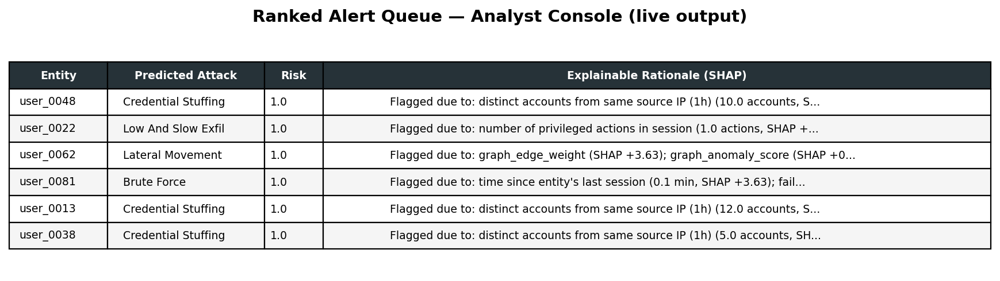 Ranked Alert Queue — Analyst Console (live output)
Entity Predicted Attack Risk Explainable Rationale (SHAP)
user_0048 Credential Stuffing 1.0 Flagged due to: distinct accounts from same source IP (1h) (10.0 accounts, S...
user_0022 Low And Slow Exfil 1.0 Flagged due to: number of privileged actions in session (1.0 actions, SHAP +...
user_0062 Lateral Movement 1.0 Flagged due to: graph_edge_weight (SHAP +3.63); graph_anomaly_score (SHAP +0...
user_0081 Brute Force 1.0 Flagged due to: time since entity's last session (0.1 min, SHAP +3.63); fail...
user_0013 Credential Stuffing 1.0 Flagged due to: distinct accounts from same source IP (1h) (12.0 accounts, S...
user_0038 Credential Stuffing 1.0 Flagged due to: distinct accounts from same source IP (1h) (5.0 accounts, SH...